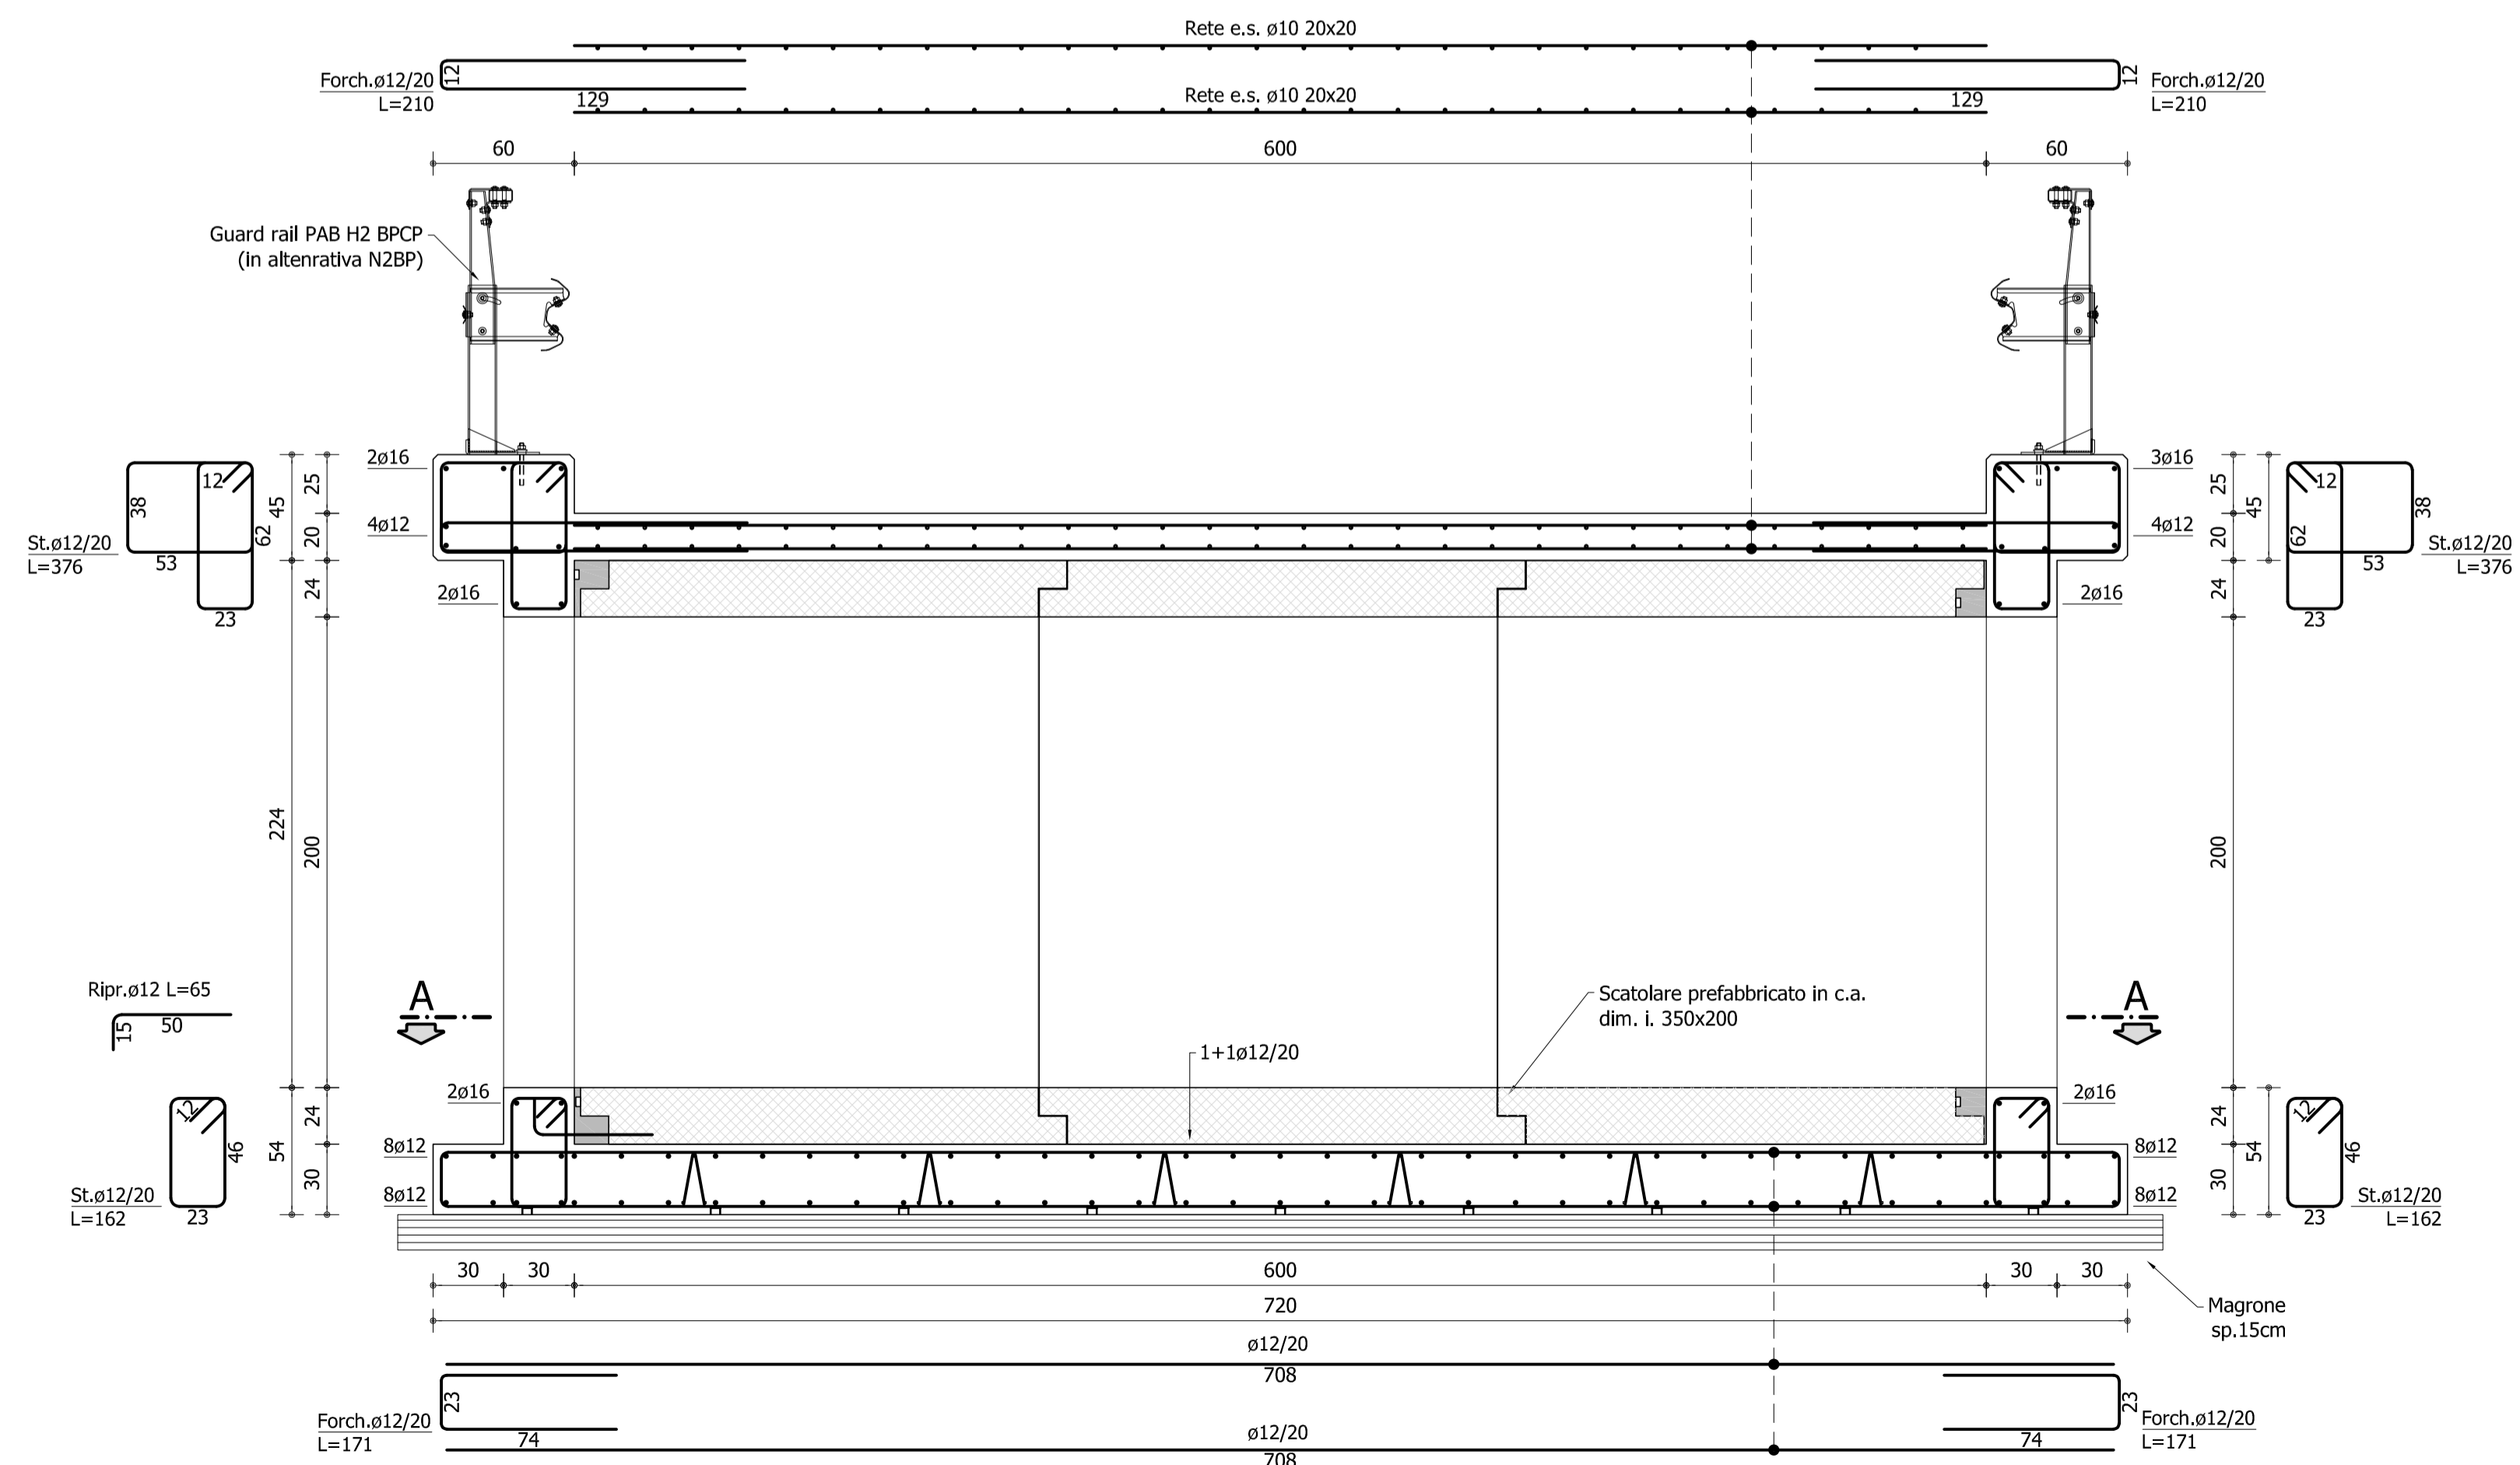 Rete e.s. ø10 20x20
Forch.ø12/20
L=210
12
129
Rete e.s. ø10 20x20
129
12
Forch.ø12/20
L=210
60
600
60
Guard rail PAB H2 BPCP
(in altenrativa N2BP)
2ø16
3ø16
12
38
62
53
23
St.ø12/20
L=376
45
25
20
24
4ø12
2ø16
4ø12
2ø16
25
20
24
45
12
38
62
53
23
St.ø12/20
L=376
224
200
200
Ripr.ø12 L=65
15
50
A
A
Scatolare prefabbricato in c.a.
dim. i. 350x200
1+1ø12/20
2ø16
2ø16
12
46
23
St.ø12/20
L=162
54
24
30
8ø12
8ø12
8ø12
8ø12
24
30
54
12
46
23
St.ø12/20
L=162
30
30
600
30
30
720
Magrone
sp.15cm
ø12/20
708
23
Forch.ø12/20
L=171
74
ø12/20
708
23
74
Forch.ø12/20
L=171